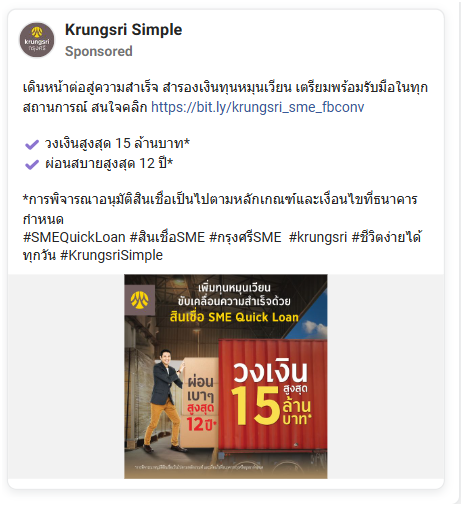 Krungsri Simple
Sponsored
krungsri
กรุงศรี
เดินหน้าต่อสู่ความสำเร็จ สำรองเงินทุนหมุนเวียน เตรียมพร้อมรับมือในทุก
สถานการณ์ สนใจคลิก https://bit.ly/krungsri_sme_fbconv
วงเงินสูงสุด 15 ล้านบาท*
ผ่อนสบายสูงสุด 12 ปี*
*การพิจารณาอนุมัติสินเชื่อเป็นไปตามหลักเกณฑ์และเงื่อนไขที่ธนาคาร
กำหนด
#SMEQuickLoan #สินเชื่อSME #กรุงศรีSME #krungsri #ชีวิตง่ายได้
ทุกวัน #KrungsriSimple
เพิ่มทุนหมุนเวียน
ขับเคลื่อนความสำเร็จด้วย
สินเชื่อ SME Quick Loan
ผ่อน
เบาๆ
สูงสุด
12 ปี*
วงเงิน
สูงสุด
15 ล้าน
บาท*